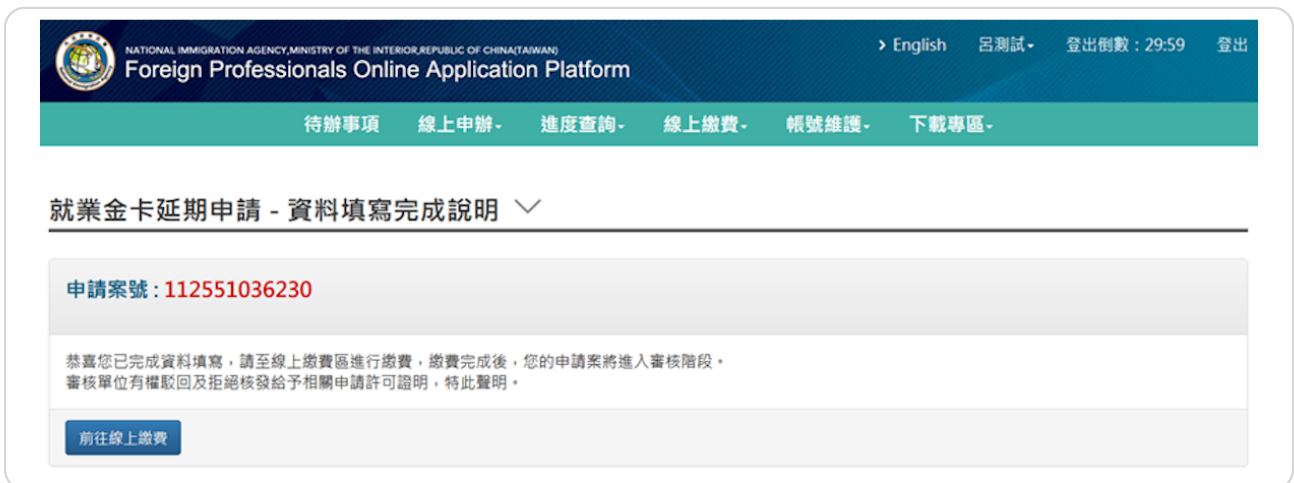 NATIONAL IMMIGRATION AGENCY,MINISTRY OF THE INTERIOR,REPUBLIC OF CHINA(TAIWAN)
Foreign Professionals Online Application Platform
> English 呂測試 登出倒數：29:59 登出
待辦事項 線上申辦 進度查詢 線上繳費 帳號維護 下載專區
就業金卡延期申請 - 資料填寫完成說明
申請案號 : 112551036230
恭喜您已完成資料填寫，請至線上繳費區進行繳費，繳費完成後，您的申請案將進入審核階段。
審核單位有權駁回及拒絕核發給予相關申請許可證明，特此聲明。
前往線上繳費